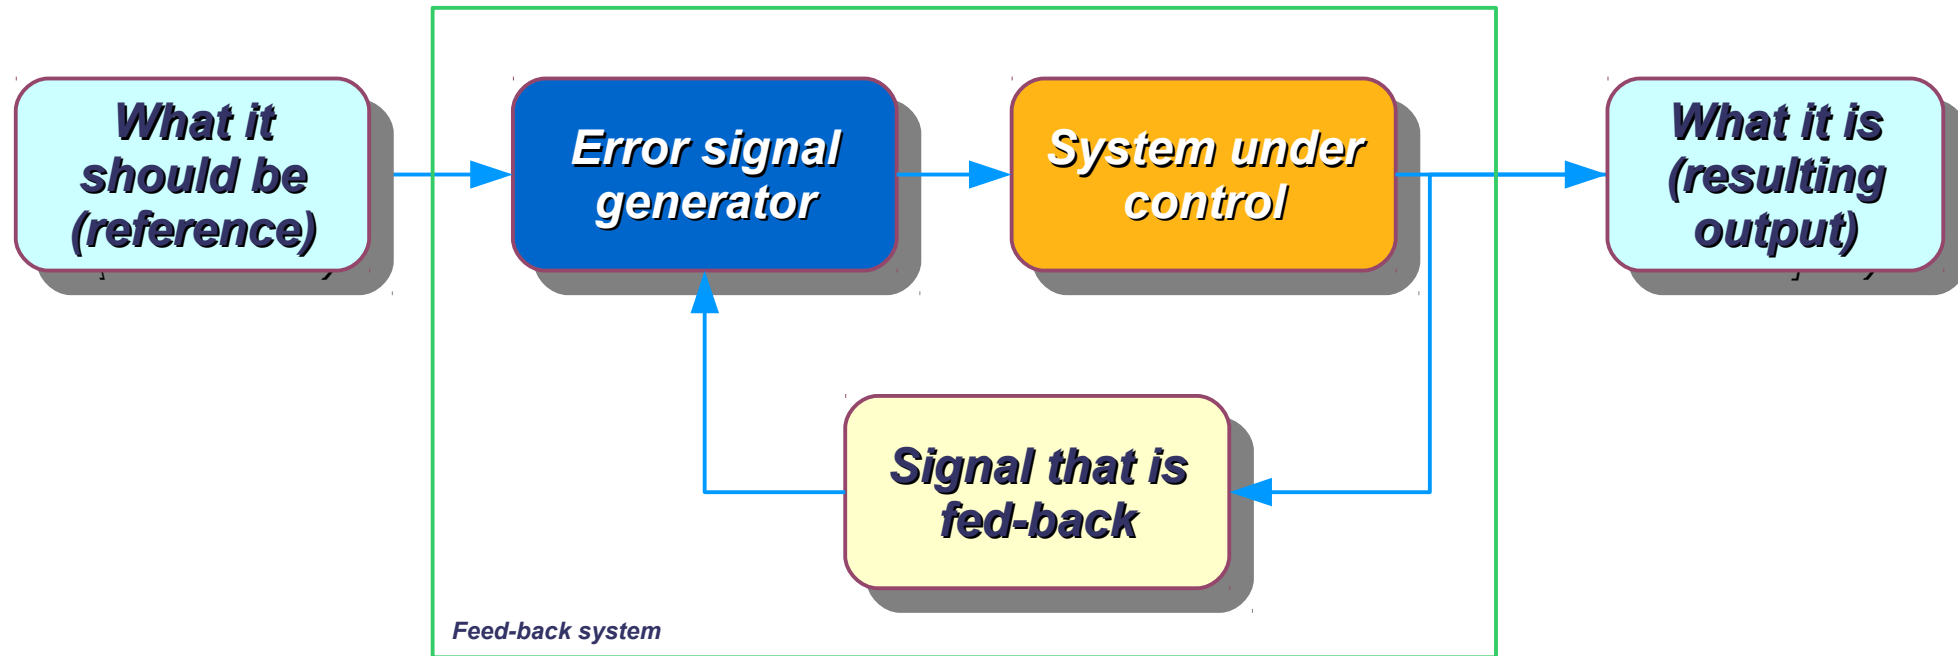 What it
should be
(reference)
Error signal
generator
System under
control
What it is
(resulting
output)
Signal that is
fed-back
Feed-back system